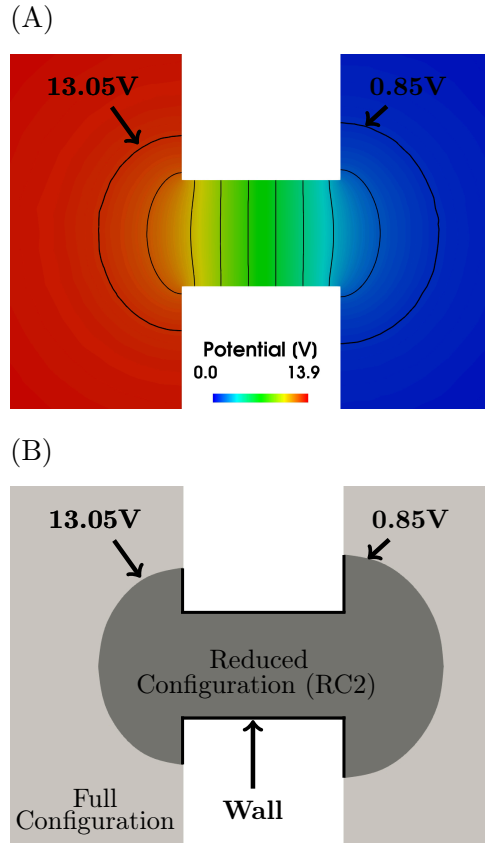 (A)
13.05V
0.85V
Potential (V)
0.0
13.9
(B)
13.05V
0.85V
Reduced
Configuration (RC2)
Full
Configuration
Wall